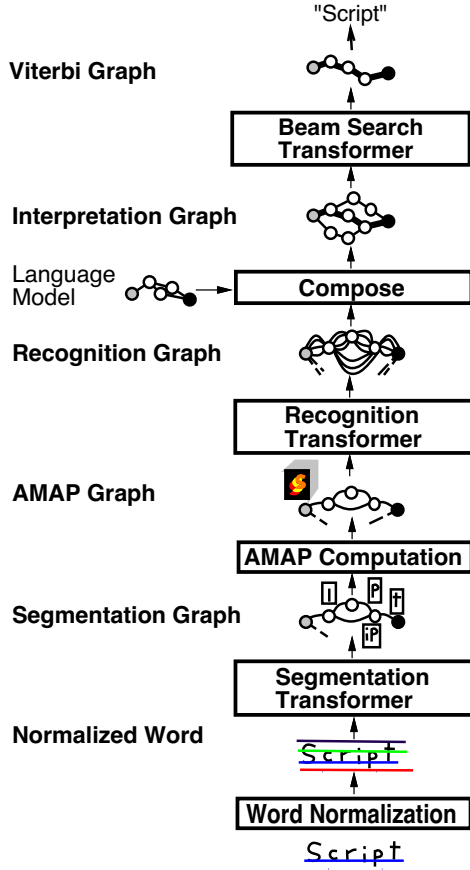 "Script"
Viterbi Graph
Beam Search
Transformer
Interpretation Graph
Language
Model
Compose
Recognition Graph
Recognition
Transformer
AMAP Graph
AMAP Computation
Segmentation Graph
l
p
t
ip
Segmentation
Transformer
Normalized Word
Script
Word Normalization
Script